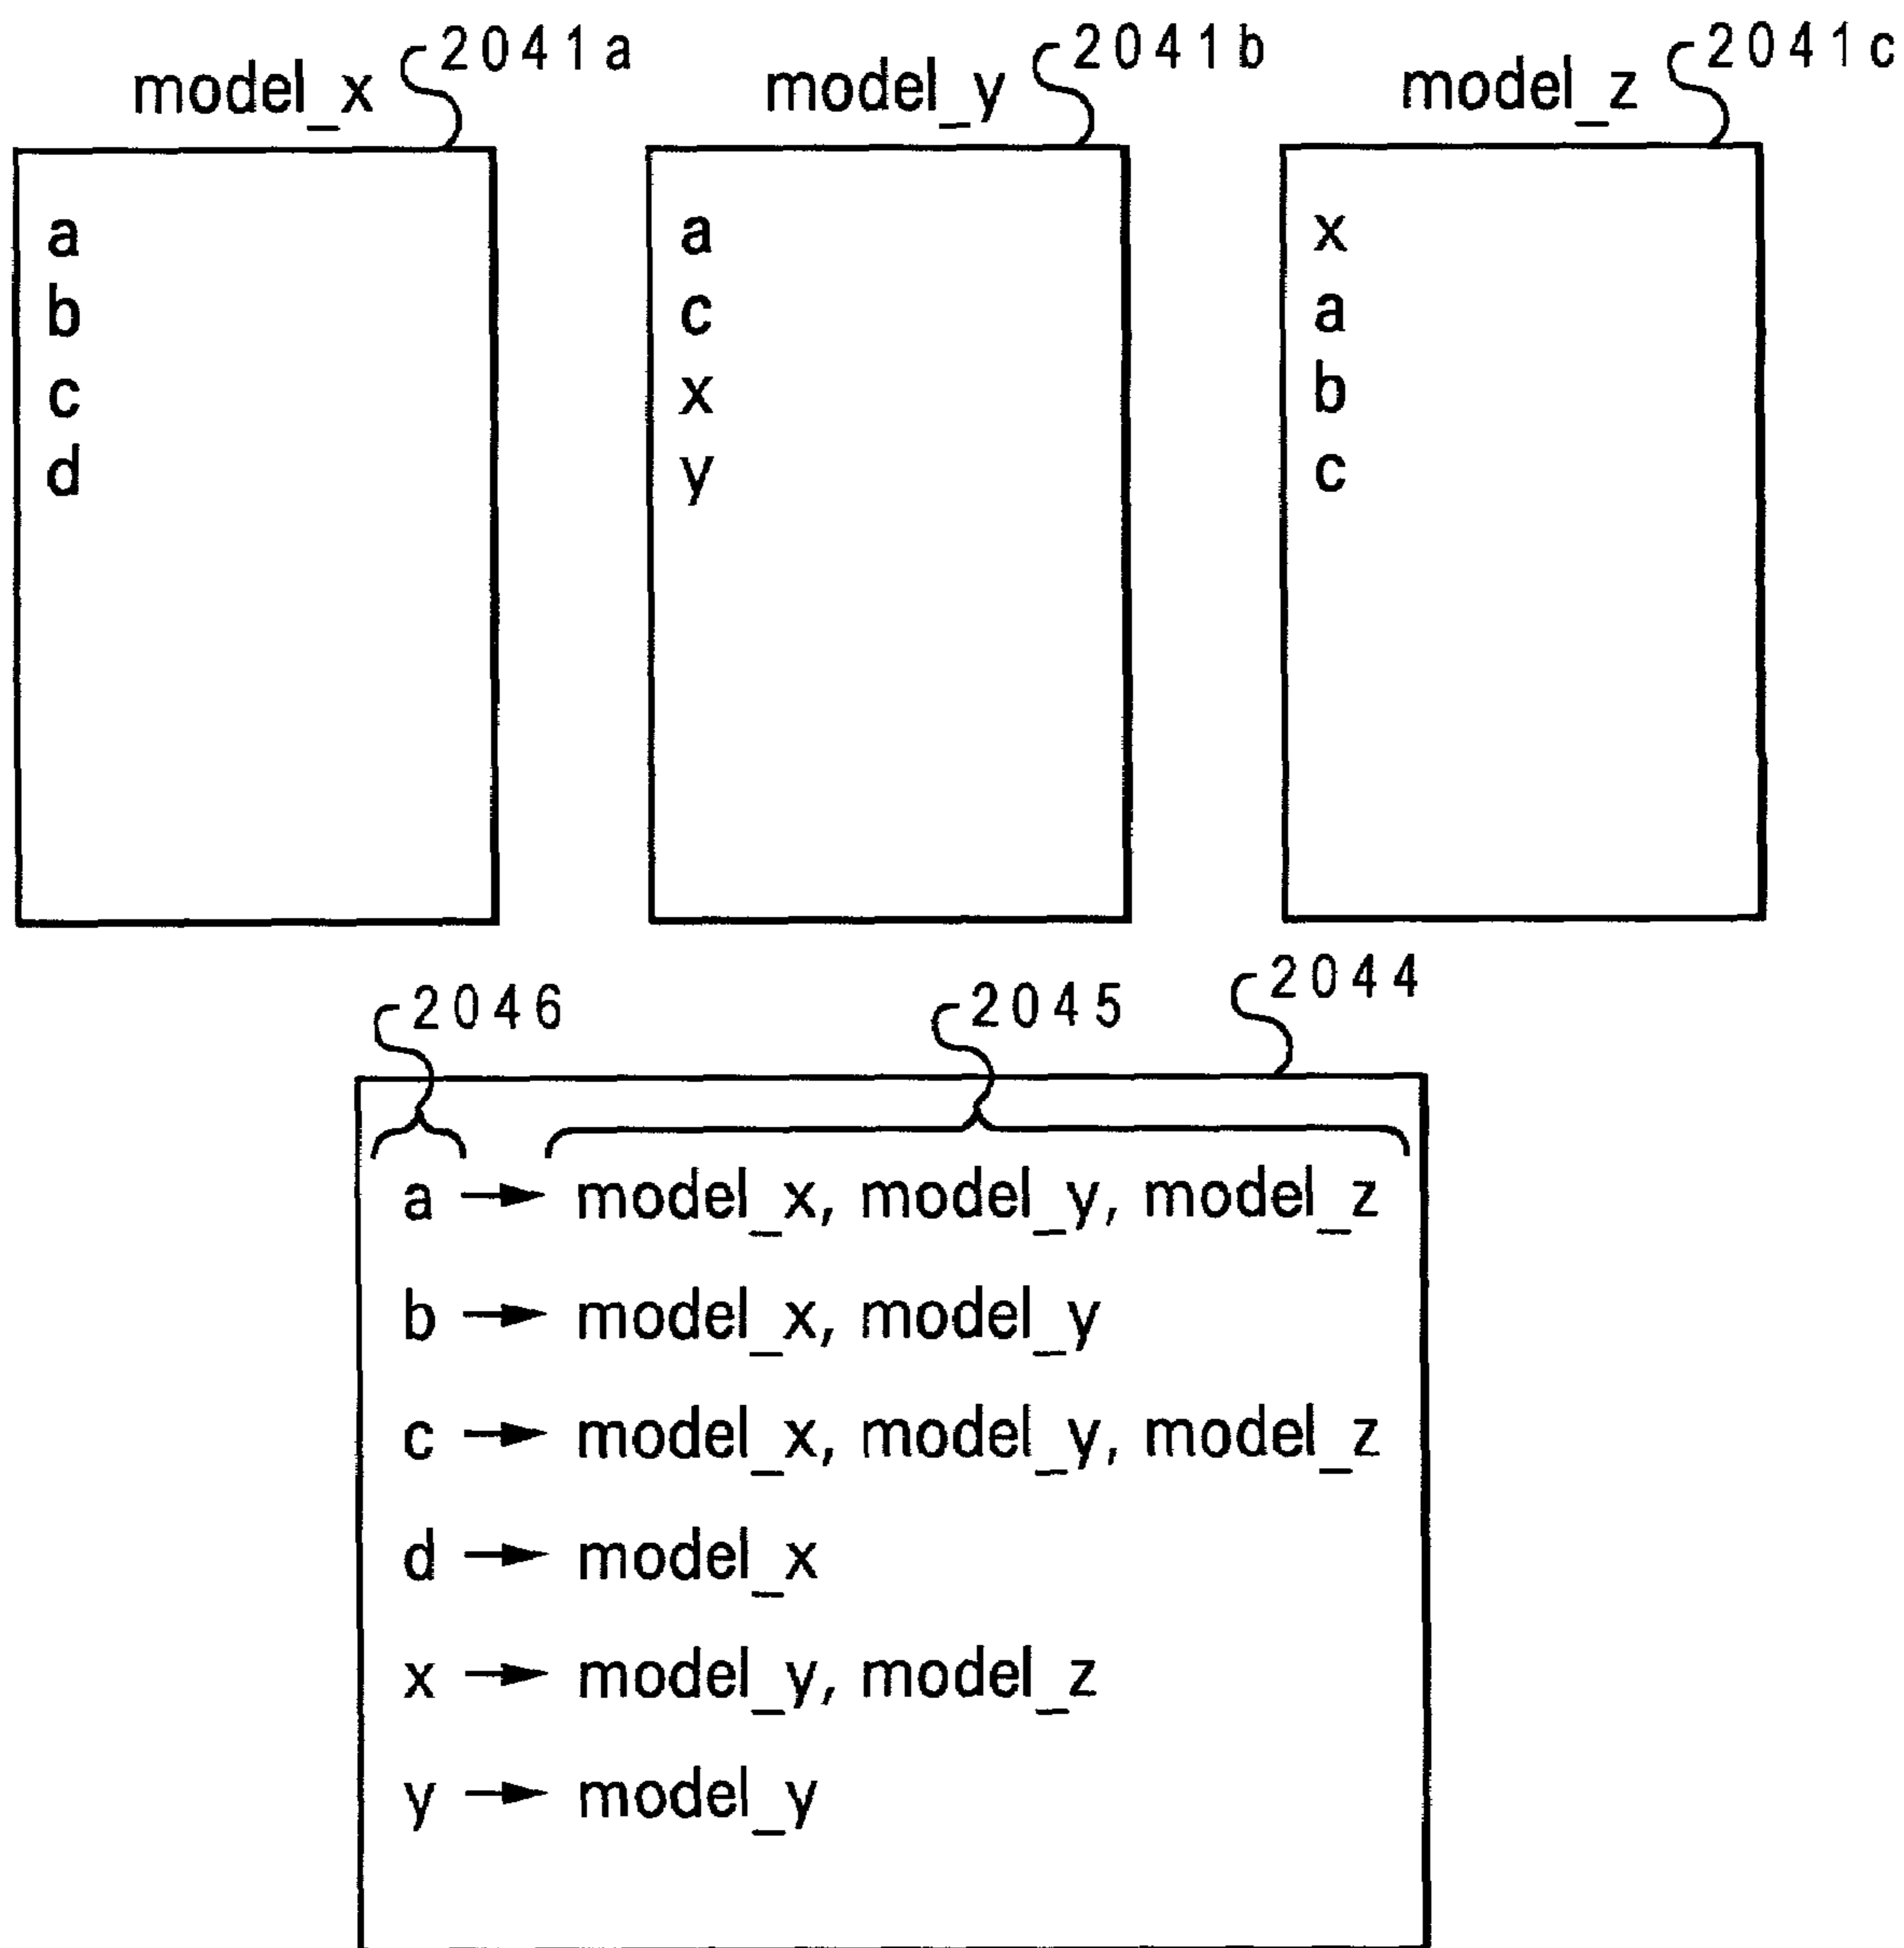 model_x 2041a model_y 2041b model_z 2041c
a a x
b c a
c x b
d y c
2046 2045 2044
a → model_x, model_y, model_z
b → model_x, model_y
c → model_x, model_y, model_z
d → model_x
x → model_y, model_z
y → model_y